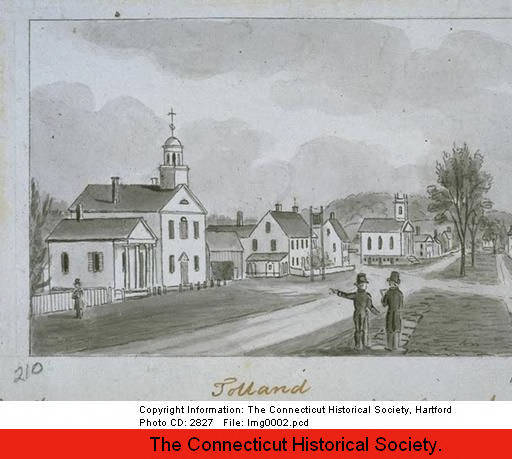 210
Tolland
Copyright Information: The Connecticut Historical Society, Hartford
Photo CD: 2827 File: Img0002.pcd
The Connecticut Historical Society.